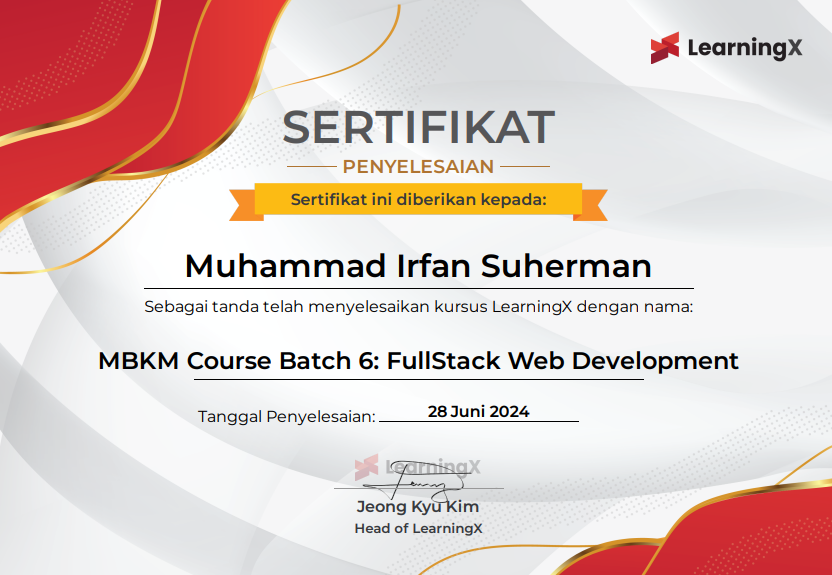 LearningX
SERTIFIKAT
PENYELESAIAN
Sertifikat ini diberikan kepada:
Muhammad Irfan Suherman
Sebagai tanda telah menyelesaikan kursus LearningX dengan nama:
MBKM Course Batch 6: FullStack Web Development
Tanggal Penyelesaian: 28 Juni 2024
LearningX
Jeong Kyu Kim
Head of LearningX